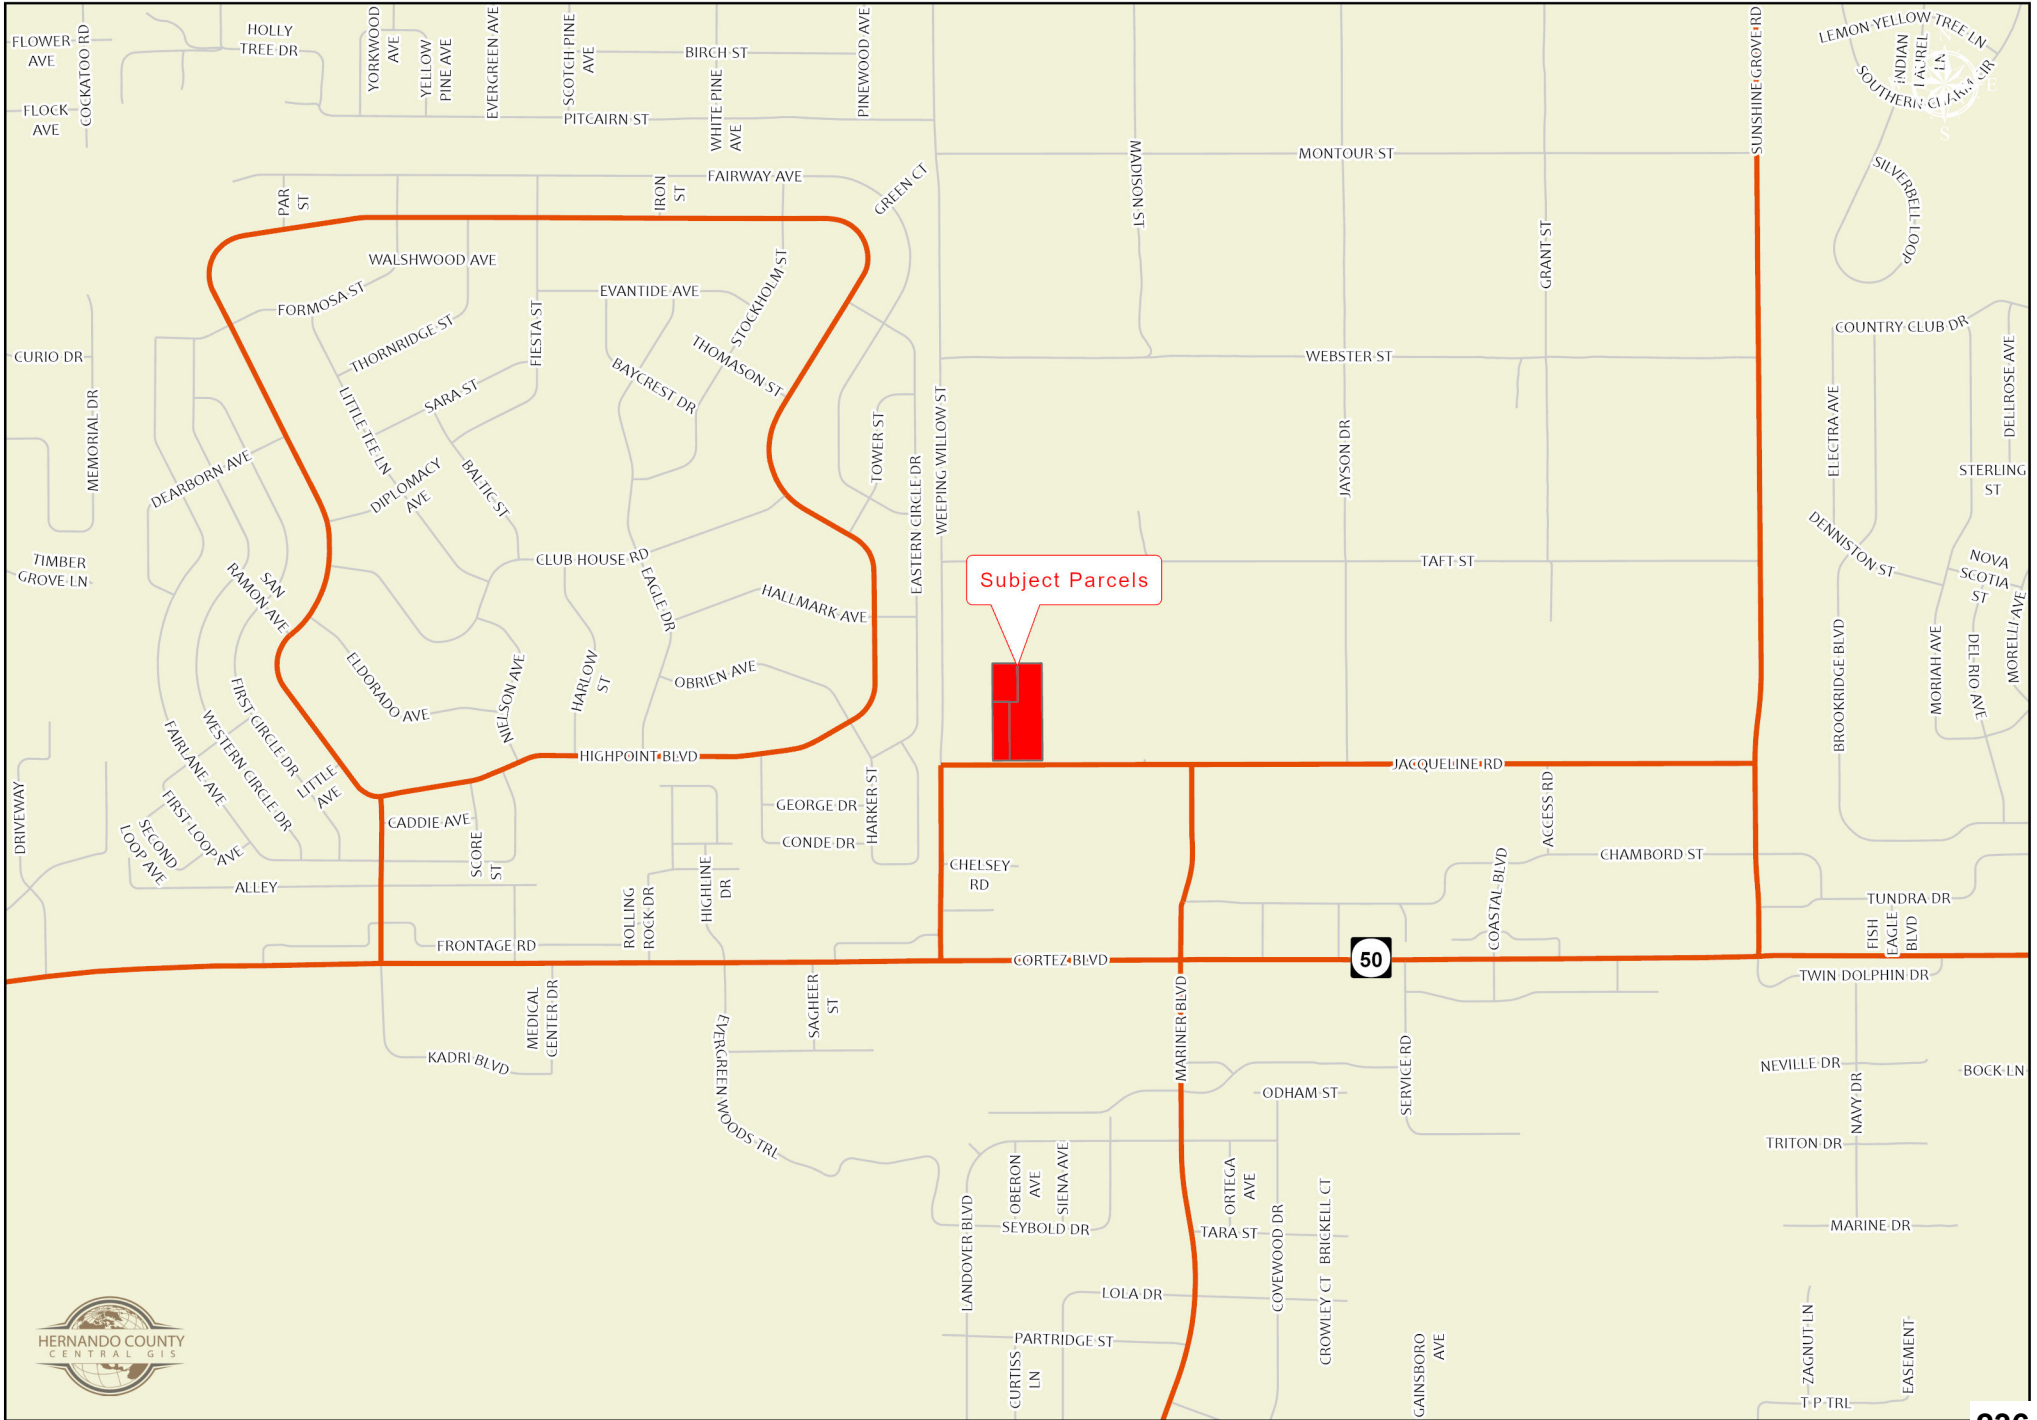 FLOWER
AVE
COCKATOO RD
HOLLY
TREE DR
YORKWOOD
AVE
YELLOW
PINE AVE
EVERGREEN AVE
SCOTCH PINE
AVE
BIRCH ST
WHITE PINE
AVE
PINEWOOD AVE
SUNSHINE GROVE RD
LEMON YELLOW TREE LN
INDIAN
LAUREL
LN
SOUTHERN CHARM CIR
E
S
FLOCK
AVE
PITCAIRN ST
MADISON ST
MONTOUR ST
FAIRWAY AVE
GREEN CT
PAR
ST
IRON
ST
SILVERBELL LOOP
GRANT ST
WALSHWOOD AVE
FORMOSA ST
EVANTIDE AVE
STOCKHOLM ST
THORNRIDGE ST
FIESTA ST
THOMASON ST
BAYCREST DR
SARA ST
LITTLE TEE LN
CURIO DR
MEMORIAL DR
WEBSTER ST
COUNTRY CLUB DR
DELLROSE AVE
ELECTRA AVE
JAYSON DR
TOWER ST
WEEPING WILLOW ST
EASTERN CIRCLE DR
DEARBORN AVE
DIPLOMACY
AVE
BALTIC ST
STERLING
ST
DENNISTON ST
NOVA
SCOTIA
ST
TIMBER
GROVE LN
SAN
RAMON AVE
CLUB HOUSE RD
EAGLE DR
HALLMARK AVE
TAFT ST
Subject Parcels
BROOKRIDGE BLVD
MORIAH AVE
DEL RIO AVE
MORELLI AVE
ELDORADO AVE
NIELSON AVE
HARLOW
ST
OBRIEN AVE
FIRST CIRCLE DR
WESTERN CIRCLE DR
FAIRLANE AVE
LITTLE
AVE
HIGHPOINT BLVD
JACQUELINE RD
ACCESS RD
DRIVEWAY
FIRST LOOP AVE
SECOND
LOOP AVE
CADDIE AVE
SCORE
ST
GEORGE DR
CONDE DR
HARKER ST
CHELSEY
RD
CHAMBORD ST
COASTAL BLVD
ALLEY
ROLLING
ROCK DR
HIGHLINE
DR
TUNDRA DR
FISH
EAGLE
BLVD
FRONTAGE RD
CORTEZ BLVD
50
TWIN DOLPHIN DR
MEDICAL
CENTER DR
SAGHEER
ST
MARINER BLVD
KADRI BLVD
EVERGREEN WOODS TRL
SERVICE RD
ODHAM ST
NEVILLE DR
NAVY DR
BOCK LN
TRITON DR
OBERON
AVE
SIENA AVE
ORTEGA
AVE
LANDOVER BLVD
SEYBOLD DR
TARA ST
COVEWOOD DR
BRICKELL CT
CROWLEY CT
MARINE DR
LOLA DR
PARTRIDGE ST
CURTISS
LN
GAINSBORO
AVE
ZAGNUT LN
EASEMENT
T P TRL
HERNANDO COUNTY
CENTRAL GIS